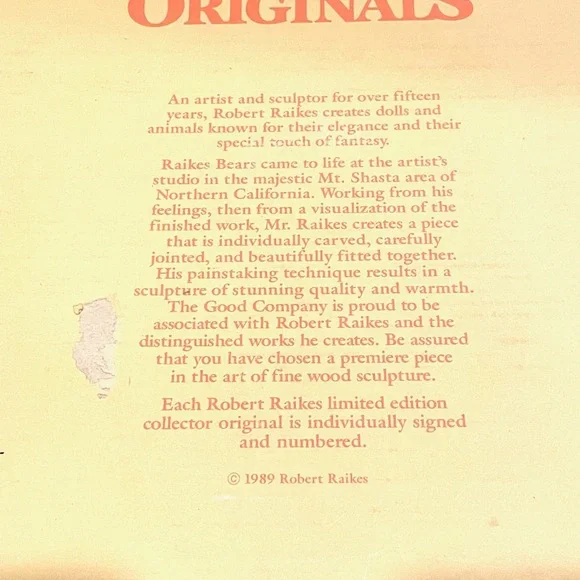 ORIGINALS
An artist and sculptor for over fifteen
years, Robert Raikes creates dolls and
animals known for their elegance and their
special touch of fantasy.
Raikes Bears came to life at the artist's
studio in the majestic Mt. Shasta area of
Northern California. Working from his
feelings, then from a visualization of the
finished work, Mr. Raikes creates a piece
that is individually carved, carefully
jointed, and beautifully fitted together.
His painstaking technique results in a
sculpture of stunning quality and warmth.
The Good Company is proud to be
associated with Robert Raikes and the
distinguished works he creates. Be assured
that you have chosen a premiere piece
in the art of fine wood sculpture.
Each Robert Raikes limited edition
collector original is individually signed
and numbered.
© 1989 Robert Raikes